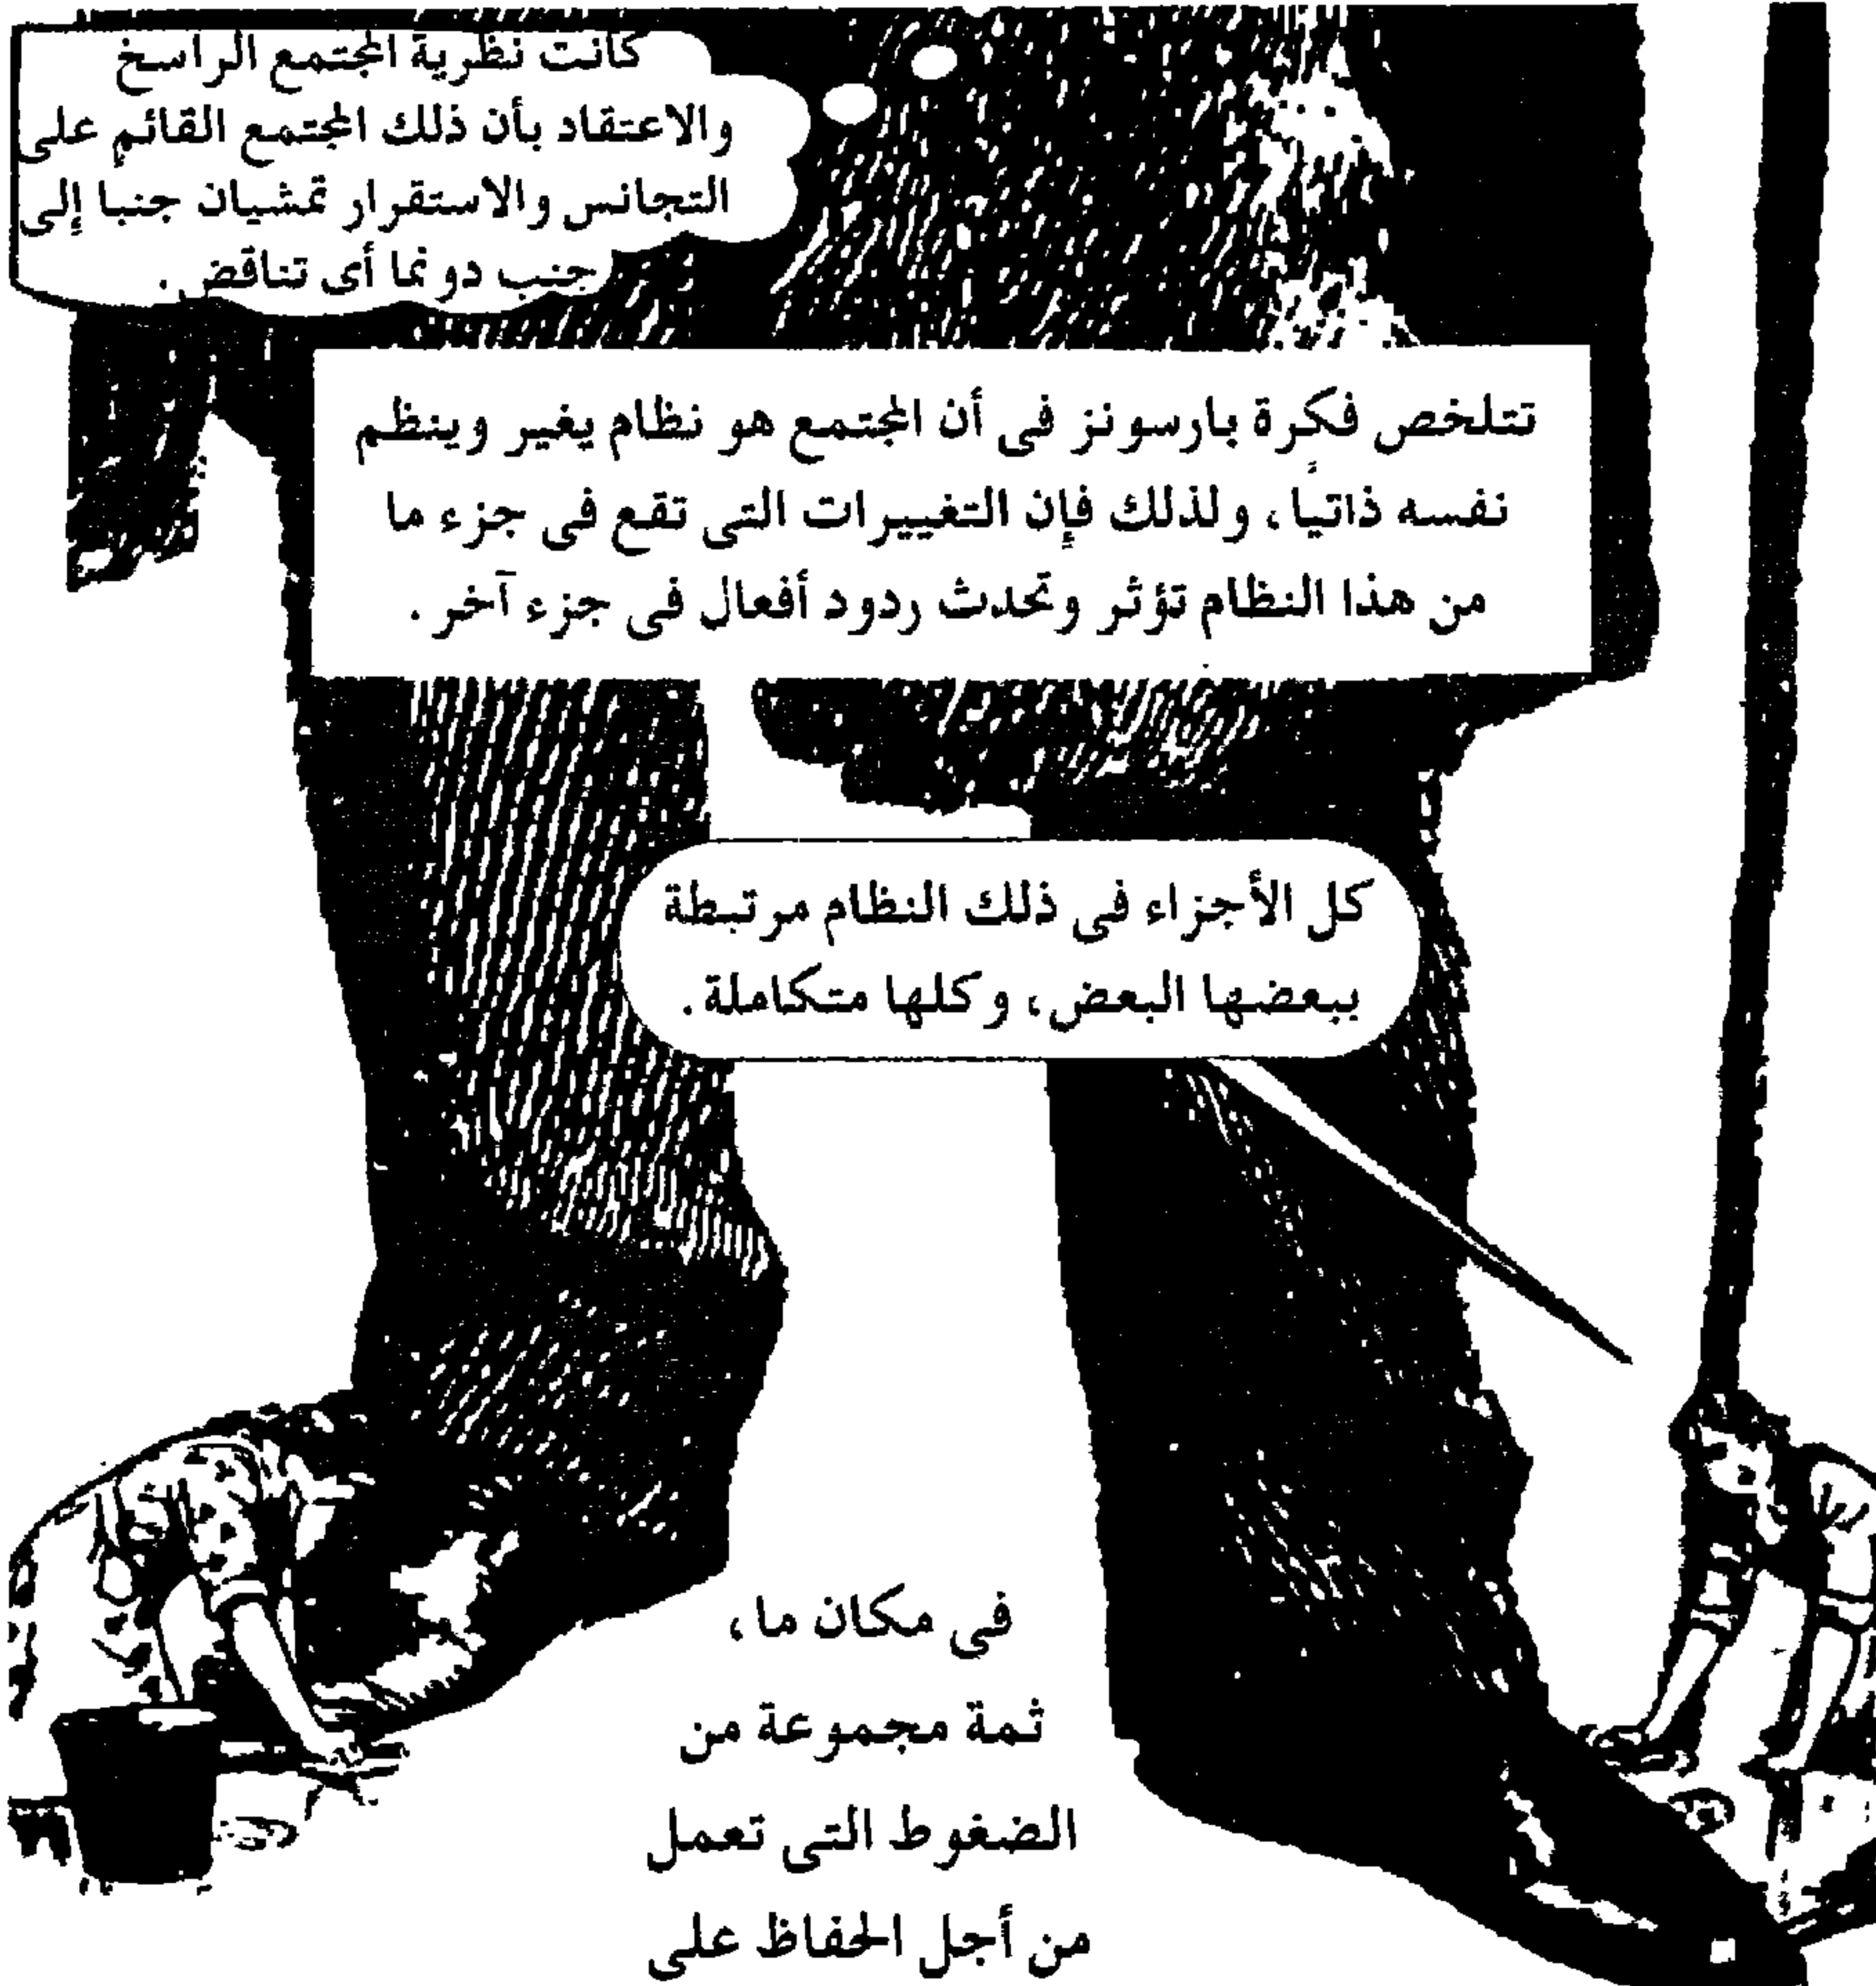 كانت نظرية المجتمع الراسخ
والاعتقاد بأن ذلك المجتمع القائم على
التجانس والاستقرار تمشيان جنبا إلى
جنب دونما أى تناقض .
تتلخص فكرة بارسونز فى أن المجتمع هو نظام يغير وينظم
نفسه ذاتيًا، ولذلك فإن التغييرات التى تقع فى جزء ما
من هذا النظام تؤثر وتحدث ردود أفعال فى جزء آخر .
كل الأجزاء فى ذلك النظام مرتبطة
ببعضها البعض، وكلها متكاملة.
فى مكان ما ،
ثمة مجموعة من
الضغوط التى تعمل
من أجل الحفاظ على